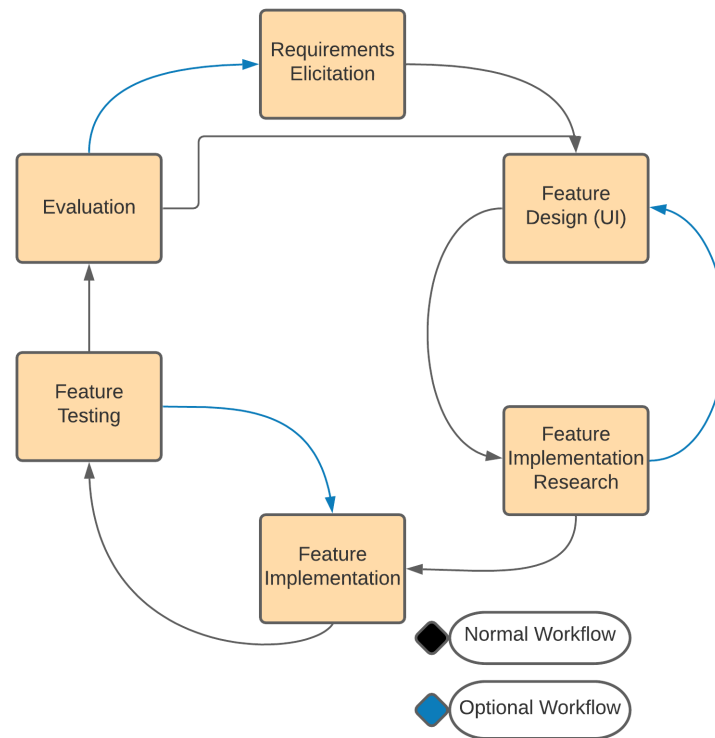 Requirements
Elicitation
Evaluation
Feature
Design (UI)
Feature
Testing
Feature
Implementation
Research
Feature
Implementation
Normal Workflow
Optional Workflow